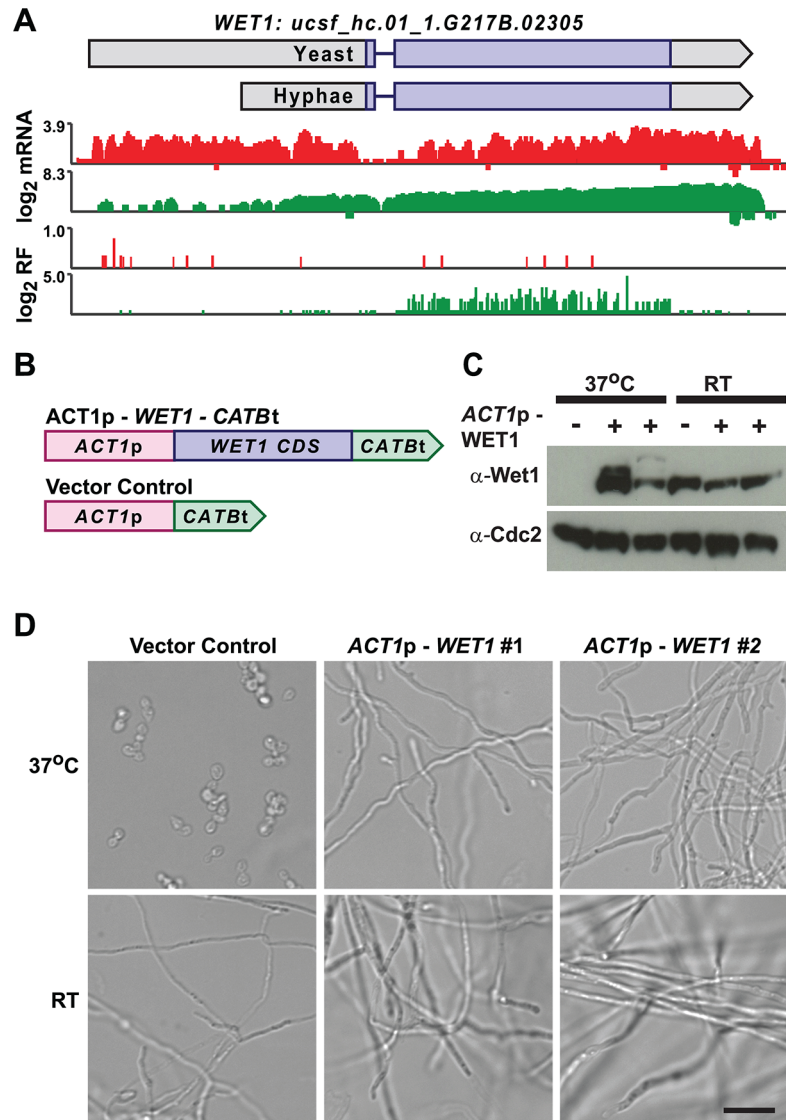 A
WET1: ucsf_hc.01_1.G217B.02305
Yeast
Hyphae
3.9
log2 mRNA
8.3
1.0
log2 RF
5.0
B
ACT1p - WET1 - CATBt
ACT1p
WET1 CDS
CATBt
Vector Control
ACT1p
CATBt
C
37oC
RT
ACT1p -
WET1
- + + - + +
α-Wet1
α-Cdc2
D
Vector Control
ACT1p - WET1 #1
ACT1p - WET1 #2
37oC
RT